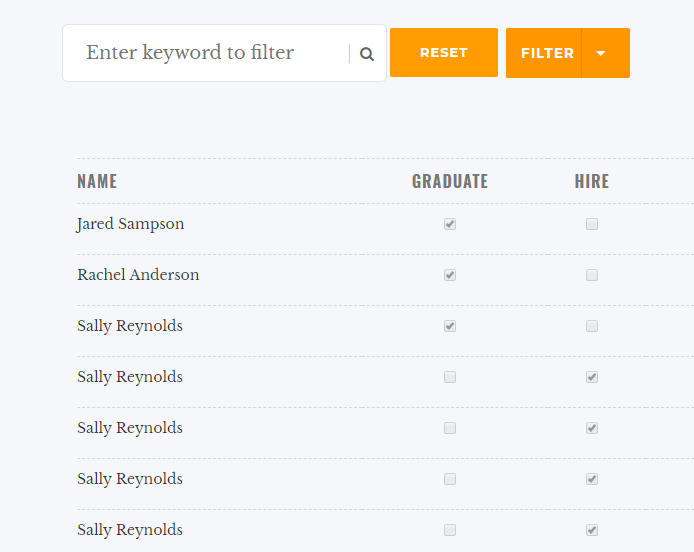 Enter keyword to filter RESET FILTER
NAME GRADUATE HIRE
Jared Sampson
Rachel Anderson
Sally Reynolds
Sally Reynolds
Sally Reynolds
Sally Reynolds
Sally Reynolds